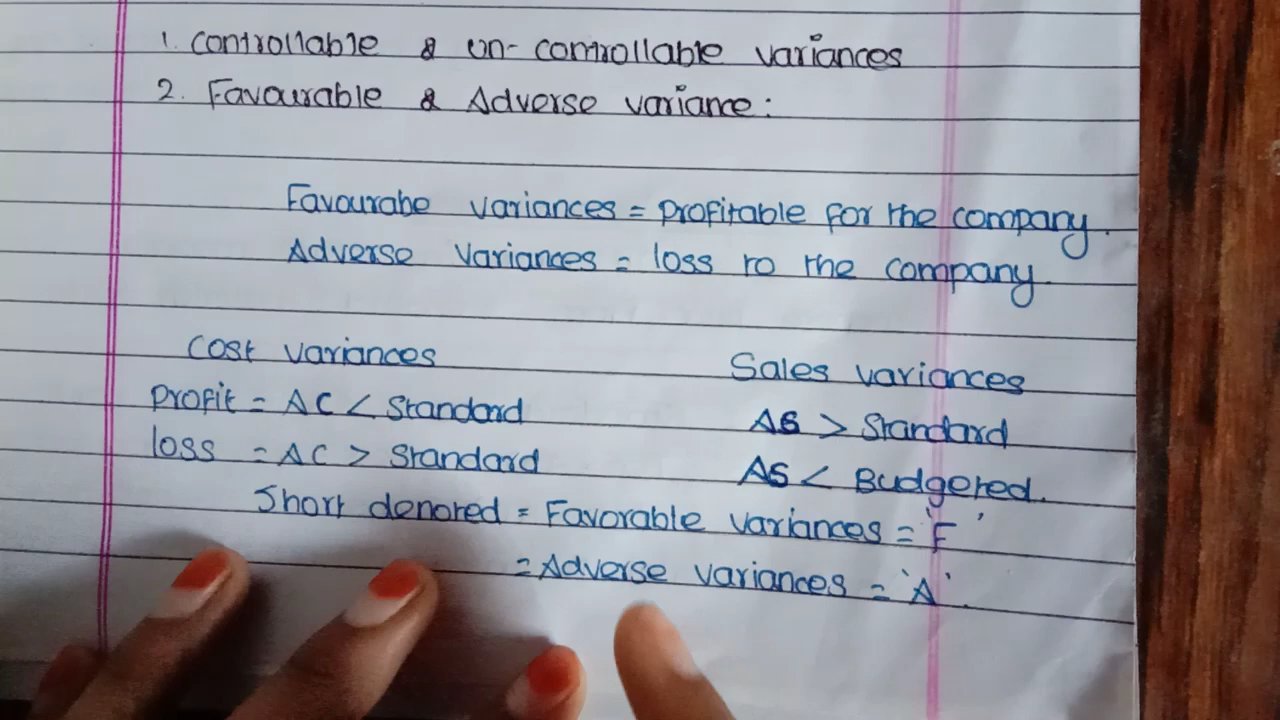 1. Controllable & un-controllable variances
2. Favourable & Adverse variance:
Favourabe variances = profitable for the company.
Adverse Variances = loss to the company.
Cost variances
Sales variances
Profit = AC < Standard
AS > Standard
loss = AC > Standard
AS < Budgeted.
Short denoted = Favorable variances = 'F'
= Adverse variances = 'A'.